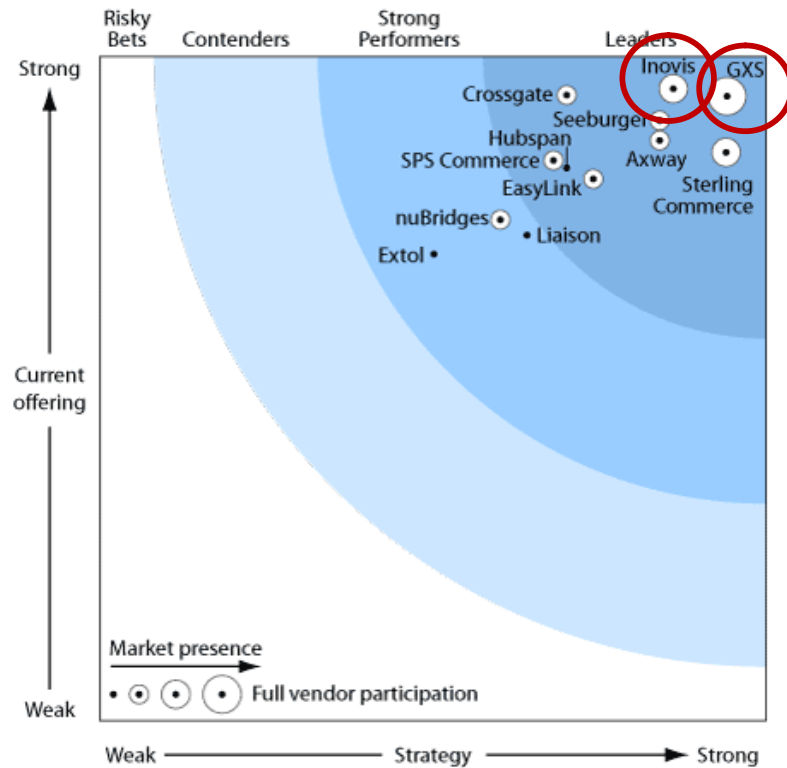 Risky
Bets
Contenders
Strong
Performers
Leaders
Strong
Inovis
GXS
Crossgate
Seeburger
Hubspan
SPS Commerce
Axway
EasyLink
Sterling
Commerce
nuBridges
Liaison
Extol
Current
offering
Market presence
Full vendor participation
Weak
Weak
Strategy
Strong